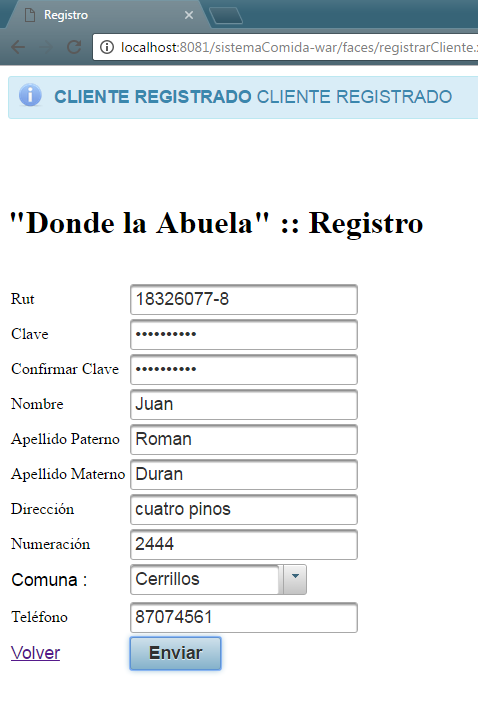 Registro
localhost:8081/sistemaComida-war/faces/registrarCliente.
CLIENTE REGISTRADO CLIENTE REGISTRADO
"Donde la Abuela" :: Registro
Rut 18326077-8
Clave ••••••••••
Confirmar Clave ••••••••••
Nombre Juan
Apellido Paterno Roman
Apellido Materno Duran
Dirección cuatro pinos
Numeración 2444
Comuna : Cerrillos
Teléfono 87074561
Volver Enviar